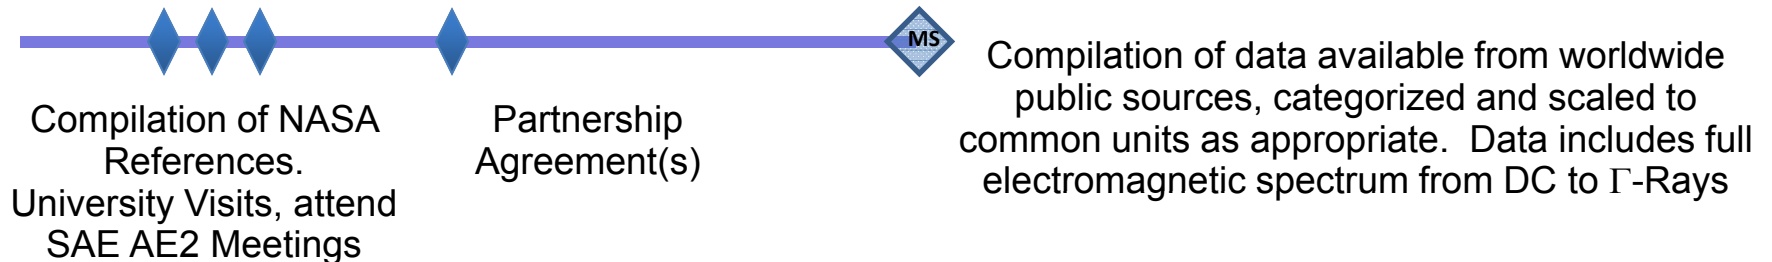 MS
Compilation of NASA
References.
University Visits, attend
SAE AE2 Meetings
Partnership
Agreement(s)
Compilation of data available from worldwide
public sources, categorized and scaled to
common units as appropriate.  Data includes full
electromagnetic spectrum from DC to Γ-Rays